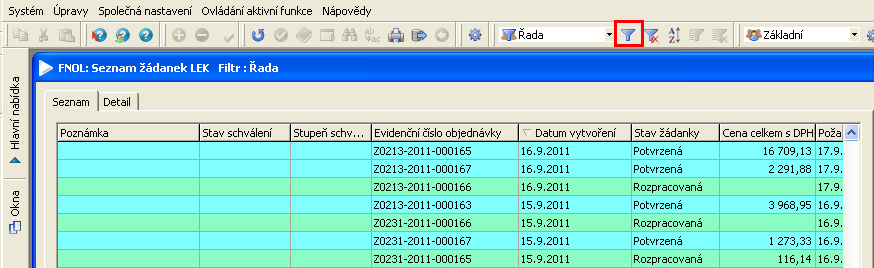 Systém Úpravy Společná nastavení Ovládání aktivní funkce Nápovědy
Řada Základní
FNOL: Seznam žádanek LEK Filtr : Řada
Hlavní nabídka
Okna
Seznam Detail
Poznámka Stav schválení Stupeň schv... Evidenční číslo objednávky Datum vytvoření Stav žádanky Cena celkem s DPH Poža
Z0213-2011-000165 16.9.2011 Potvrzená 16 709,13 17.9.
Z0213-2011-000167 16.9.2011 Potvrzená 2 291,88 17.9.
Z0213-2011-000166 16.9.2011 Rozpracovaná 17.9.
Z0213-2011-000163 15.9.2011 Potvrzená 3 968,95 16.9.
Z0231-2011-000166 15.9.2011 Rozpracovaná 16.9.
Z0231-2011-000167 15.9.2011 Potvrzená 1 273,33 16.9.
Z0231-2011-000165 15.9.2011 Rozpracovaná 116,14 16.9.